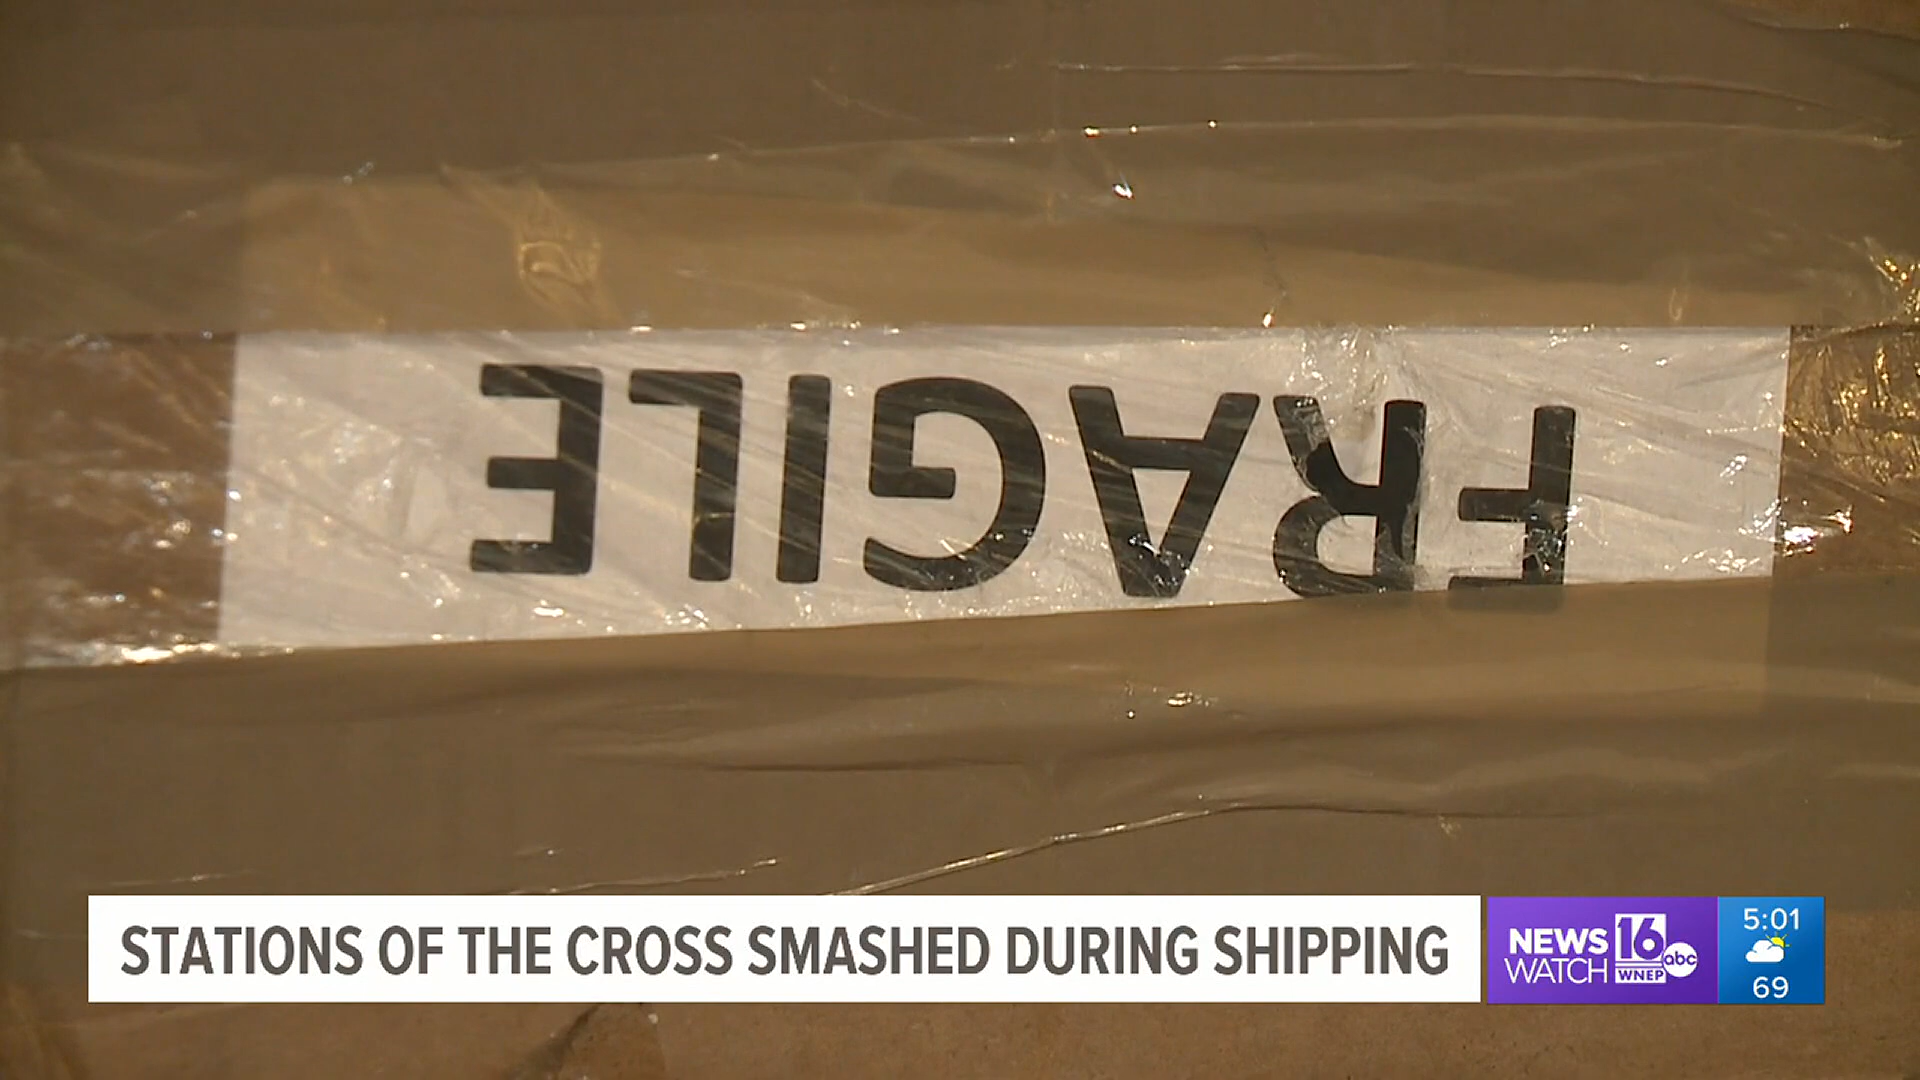 FRAGILE
STATIONS OF THE CROSS SMASHED DURING SHIPPING
NEWS
WATCH
16
WNEP
abc
5:01
69